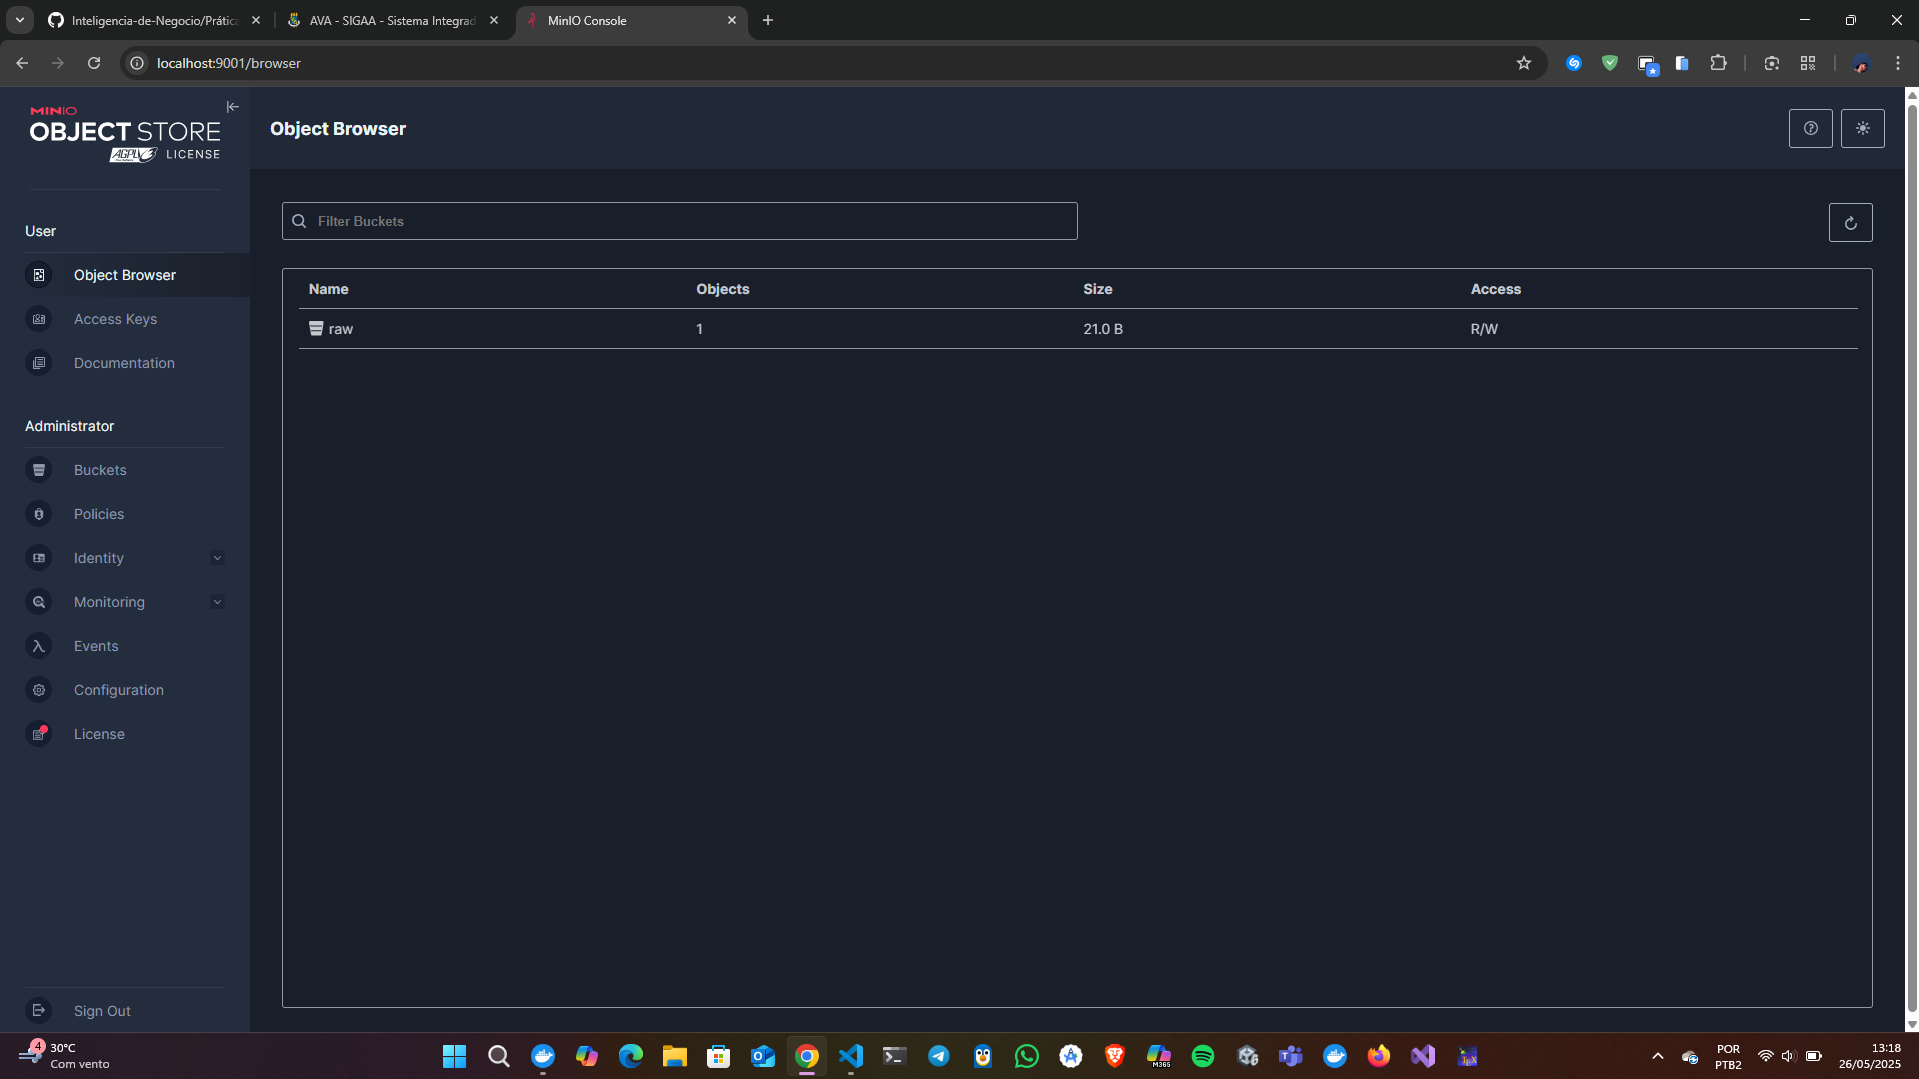 Inteligencia-de-Negocio/Prátic
AVA - SIGAA - Sistema Integrad
MinIO Console
localhost:9001/browser
MINIO
OBJECT STORE
AGPLv3 LICENSE
Object Browser
User
Object Browser
Access Keys
Documentation
Administrator
Buckets
Policies
Identity
Monitoring
Events
Configuration
License
Sign Out
Filter Buckets
Name Objects Size Access
raw 1 21.0 B R/W
4
30°C
Com vento
M365
POR
PTB2
13:18
26/05/2025